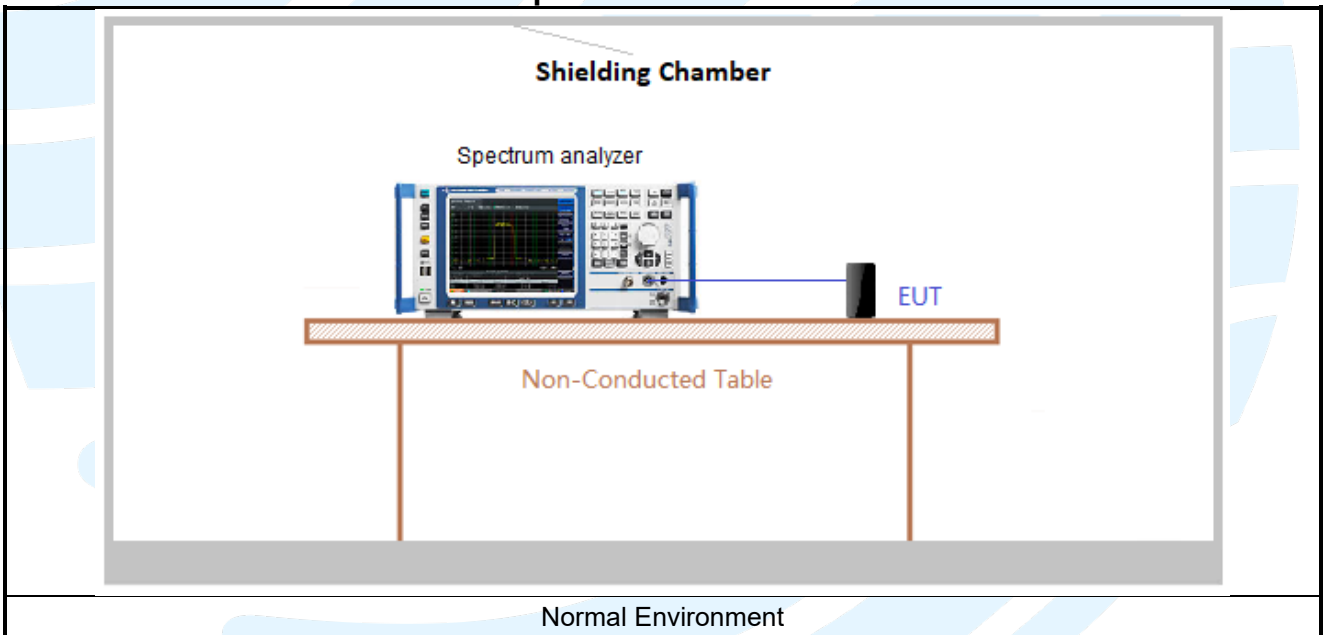 Shielding Chamber
Spectrum analyzer
EUT
Non-Conducted Table
Normal Environment